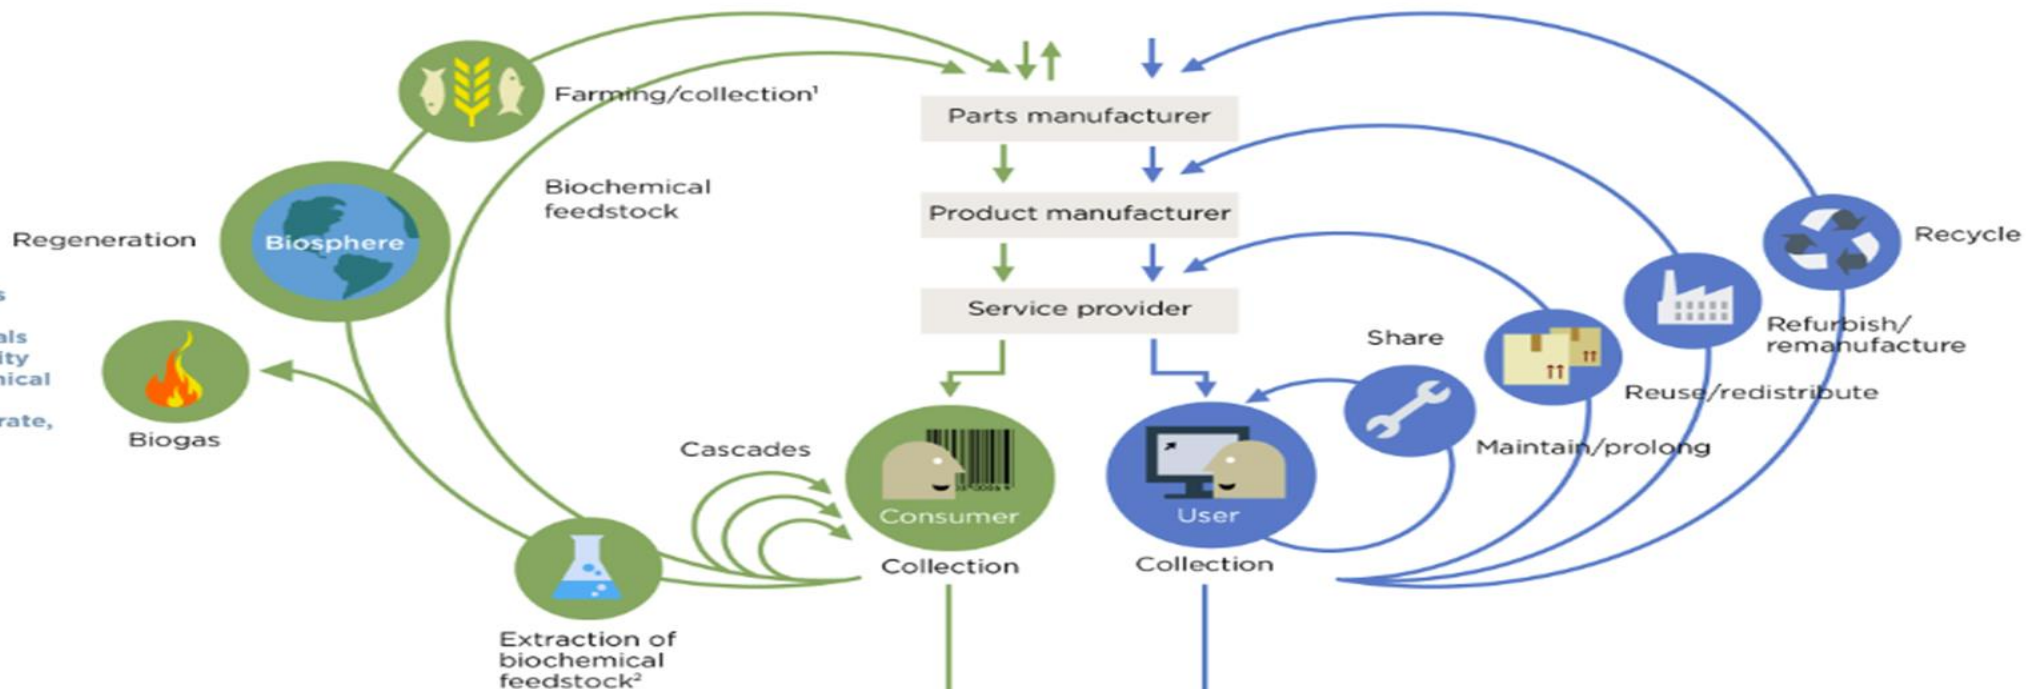 Farming/collection¹
Parts manufacturer
Biochemical
feedstock
Product manufacturer
Regeneration
Biosphere
Recycle
Service provider
Share
Refurbish/
remanufacture
Reuse/redistribute
Biogas
Cascades
Maintain/prolong
Consumer
User
Collection
Collection
Extraction of
biochemical
feedstock²